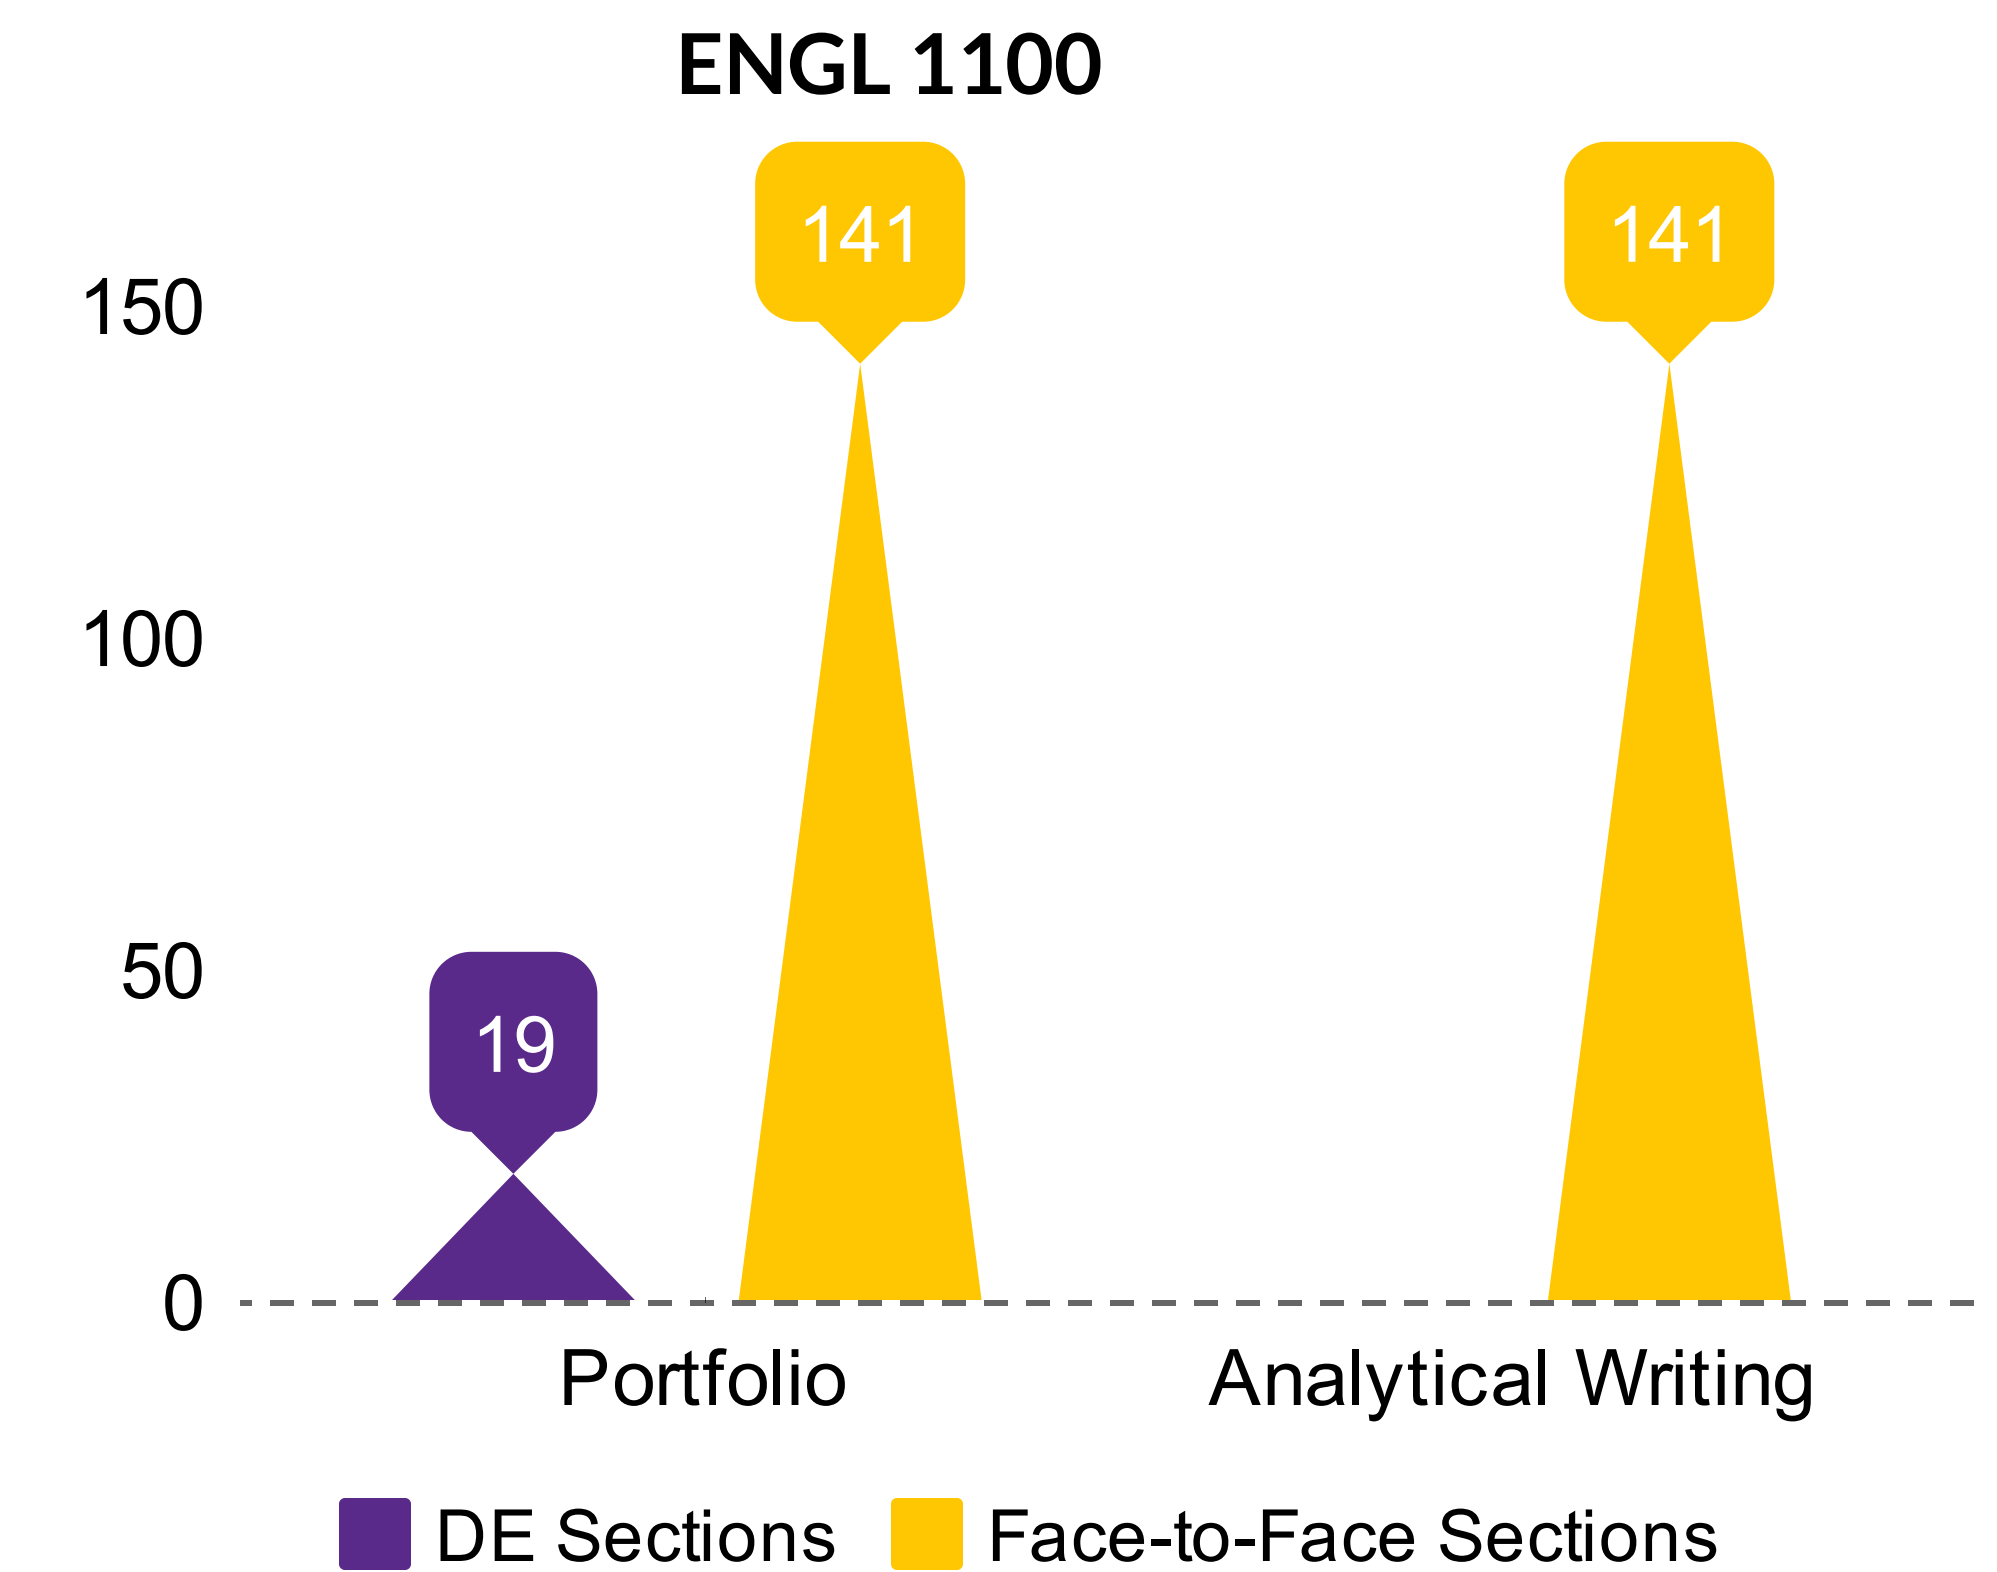 ENGL 1100
141
141
150
100
50
19
0
Portfolio
Analytical Writing
DE Sections
Face-to-Face Sections